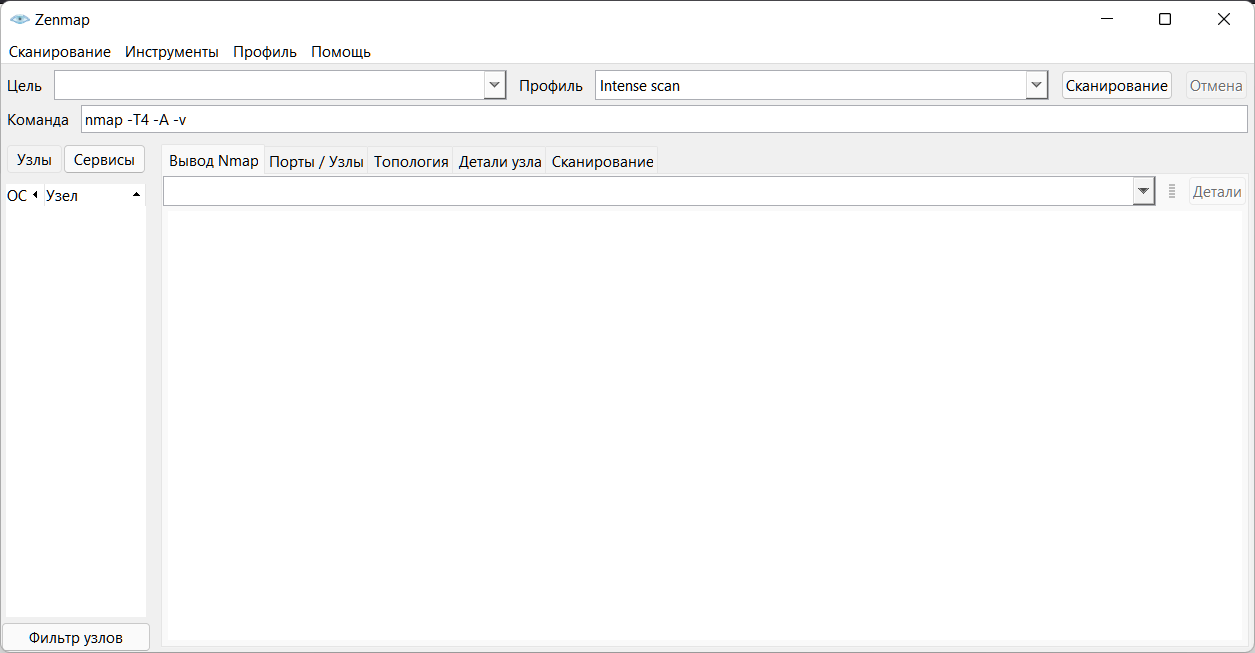 Zenmap
Сканирование Инструменты Профиль Помощь
Цель Профиль Intense scan Сканирование Отмена
Команда nmap -T4 -A -v
Узлы Сервисы Вывод Nmap Порты / Узлы Топология Детали узла Сканирование
ОС Узел Детали
Фильтр узлов